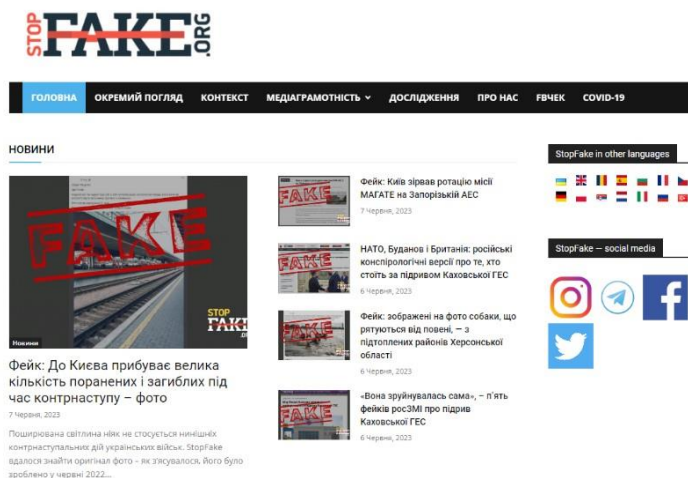 STOP FAKE .ORG
ГОЛОВНА ОКРЕМИЙ ПОГЛЯД КОНТЕКСТ МЕДІАГРАМОТНІСТЬ ДОСЛІДЖЕННЯ ПРО НАС FВЧЕК COVID-19
НОВИНИ
FAKE
STOP
FAKE
Новини
Фейк: До Києва прибуває велика
кількість поранених і загиблих під
час контрнаступу – фото
7 Червня, 2023
Поширювана світлина ніяк не стосується нинішніх
контрнаступальних дій українських військ. StopFake
вдалося знайти оригінал фото – як з'ясувалося, його було
зроблено у червні 2022...
FAKE
Фейк: Київ зірвав ротацію місії
МАГАТЕ на Запорізькій АЕС
7 Червня, 2023
FAKE
НАТО, Буданов і Британія: російські
конспірологічні версії про те, хто
стоїть за підривом Каховської ГЕС
6 Червня, 2023
FAKE
Фейк: зображені на фото собаки, що
рятуються від повені, — з
підтоплених районів Херсонської
області
6 Червня, 2023
FAKE
«Вона зруйнувалась сама», – п'ять
фейків росЗМІ про підрив
Каховської ГЕС
6 Червня, 2023
StopFake in other languages
StopFake — social media